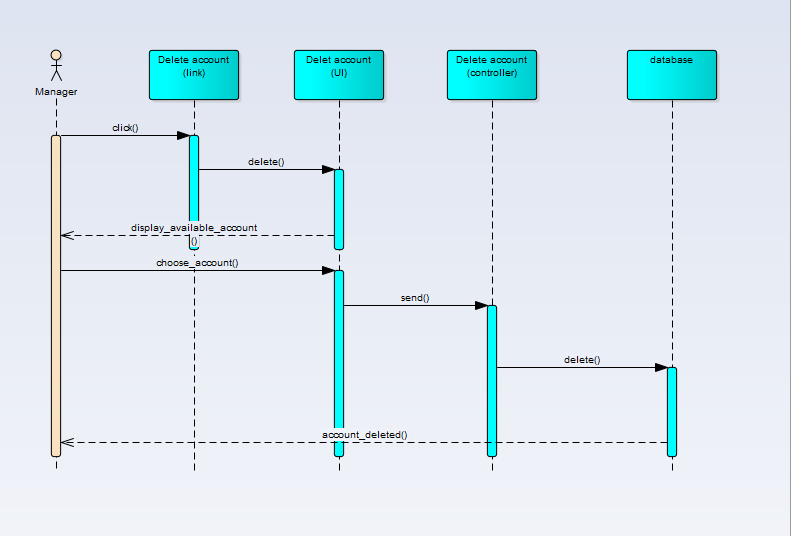 Delete account
(link)
Delet account
(UI)
Delete account
(controller)
database
Manager
click()
delete()
display_available_account
()
choose_account()
send()
delete()
account_deleted()